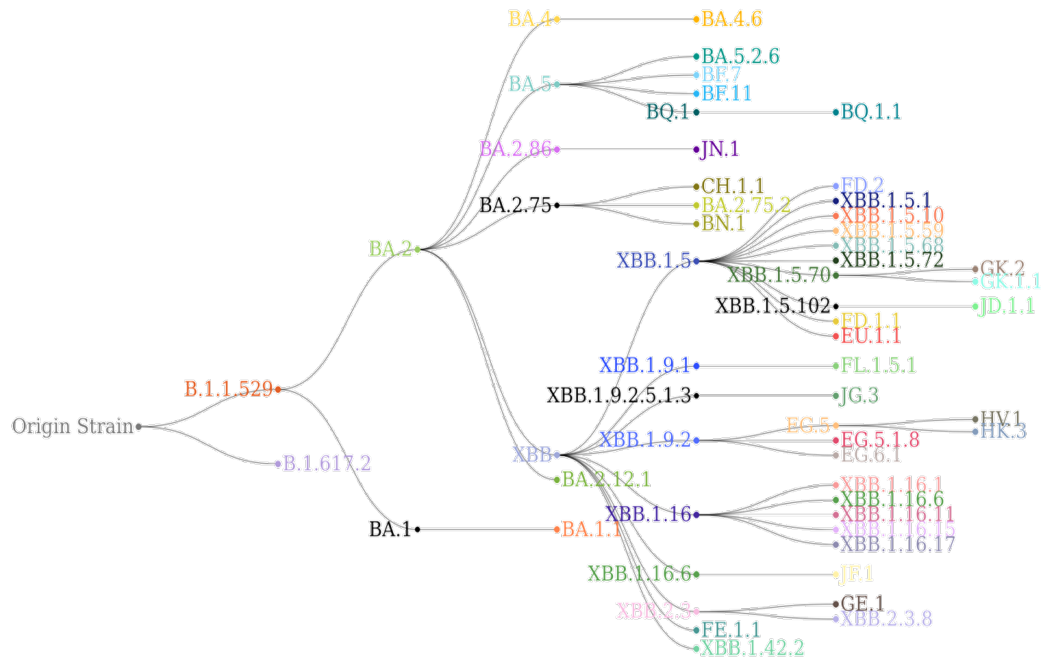 BA.4
BA.4.6
BA.5.2.6
BF.7
BA.5
BF.11
BQ.1
BQ.1.1
BA.2.86
JN.1
CH.1.1
FD.2
BA.2.75
BA.2.75.2
XBB.1.5.1
XBB.1.5.10
BN.1
XBB.1.5.59
XBB.1.5.68
BA.2
XBB.1.5
XBB.1.5.72
XBB.1.5.70
GK.2
GK.1.1
XBB.1.5.102
JD.1.1
FD.1.1
EU.1.1
XBB.1.9.1
FL.1.5.1
B.1.1.529
XBB.1.9.2.5.1.3
JG.3
Origin Strain
EG.5
HV.1
HK.3
XBB.1.9.2
EG.5.1.8
XBB
EG.6.1
B.1.617.2
BA.2.12.1
XBB.1.16.1
XBB.1.16.6
XBB.1.16
XBB.1.16.11
BA.1
BA.1.1
XBB.1.16.15
XBB.1.16.17
XBB.1.16.6
JF.1
XBB.2.3
GE.1
XBB.2.3.8
FE.1.1
XBB.1.42.2